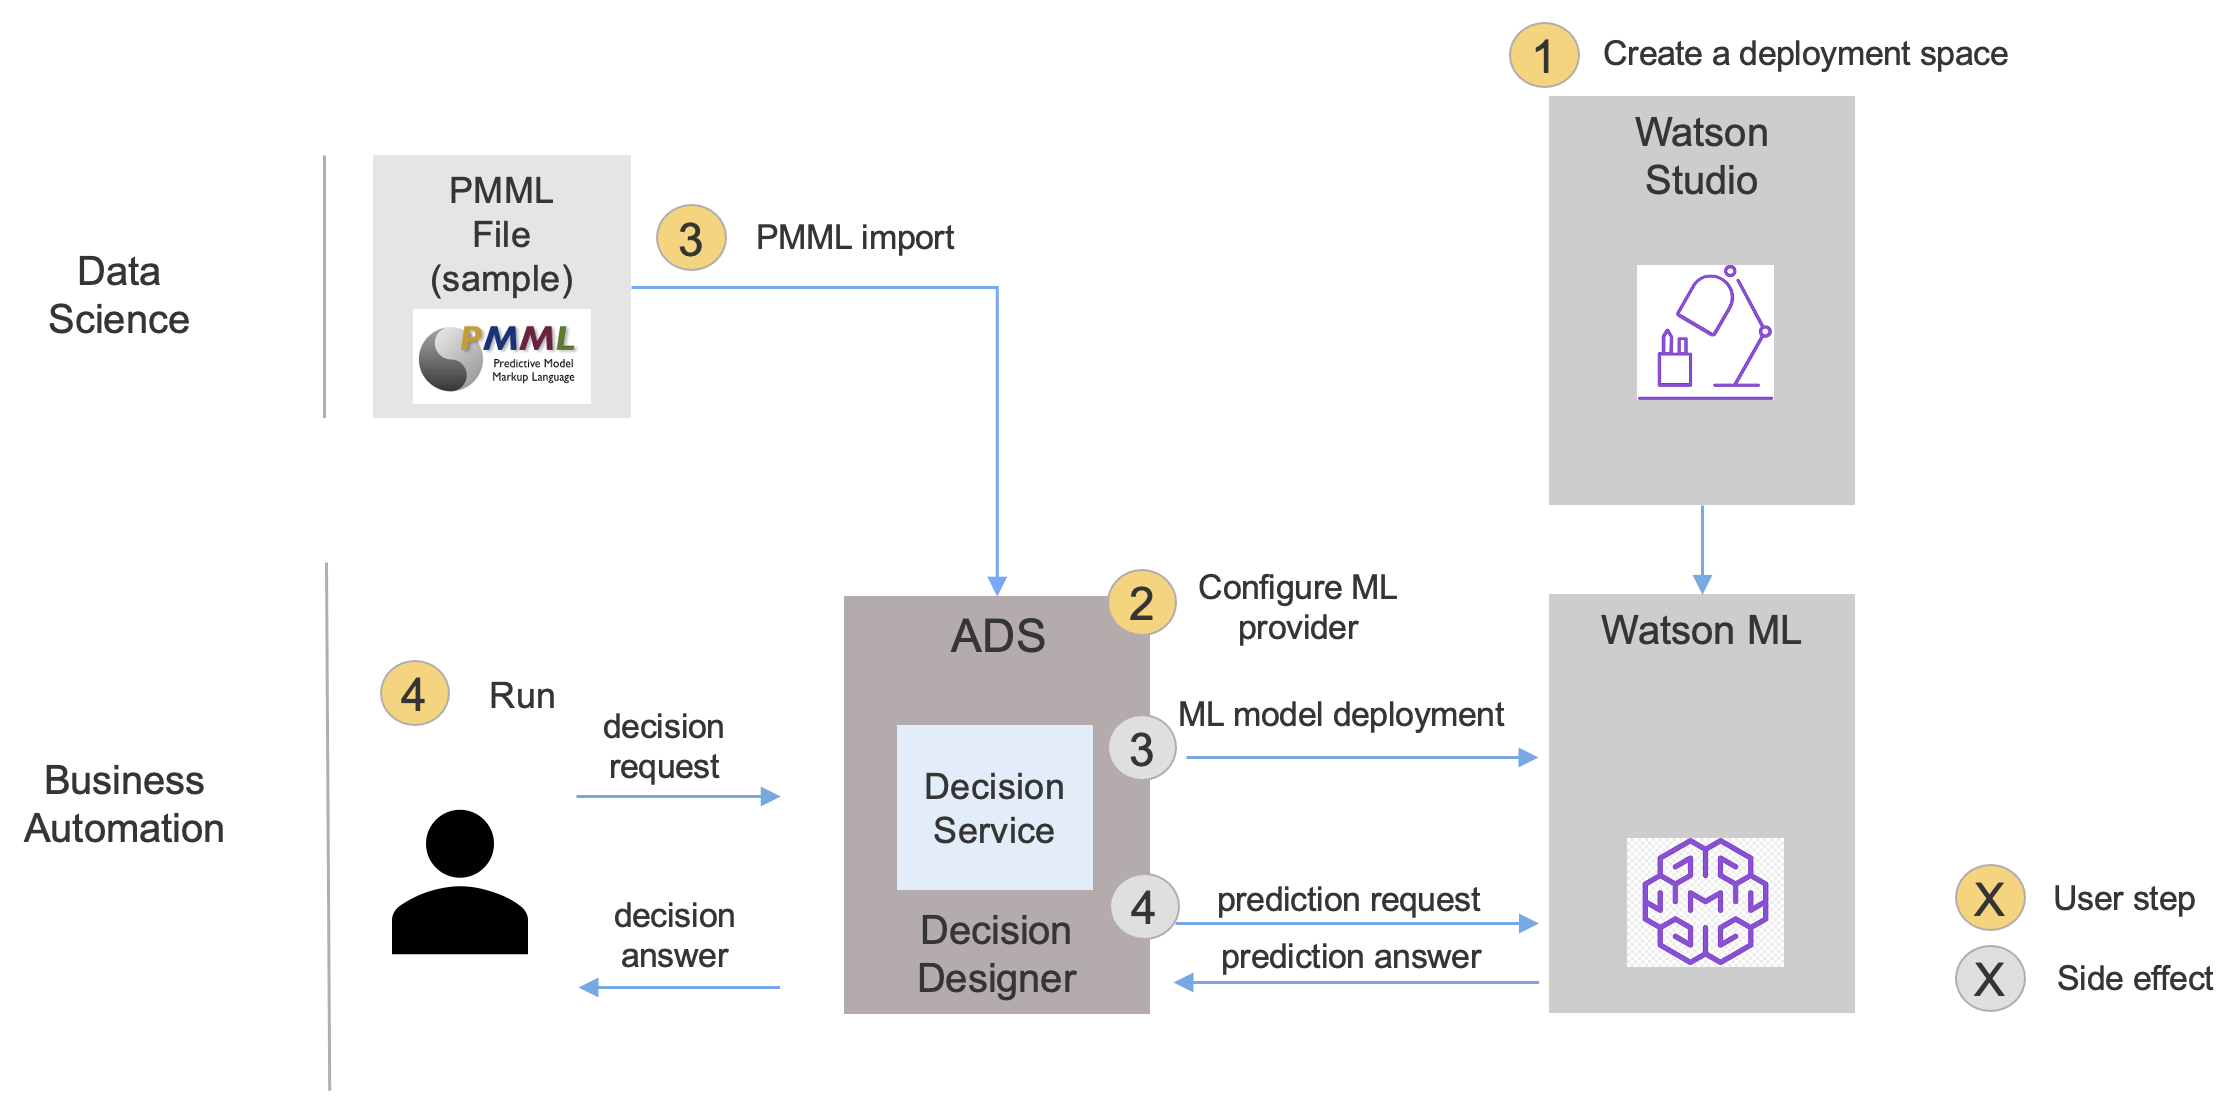 1 Create a deployment space
Watson
Studio
PMML
File
(sample)
PMML
Predictive Model
Markup Language
3 PMML import
Data
Science
2 Configure ML
provider
ADS
Watson ML
4 Run
decision
request
3 ML model deployment
Decision
Service
Business
Automation
4 prediction request
decision
answer
prediction answer
Decision
Designer
X User step
X Side effect